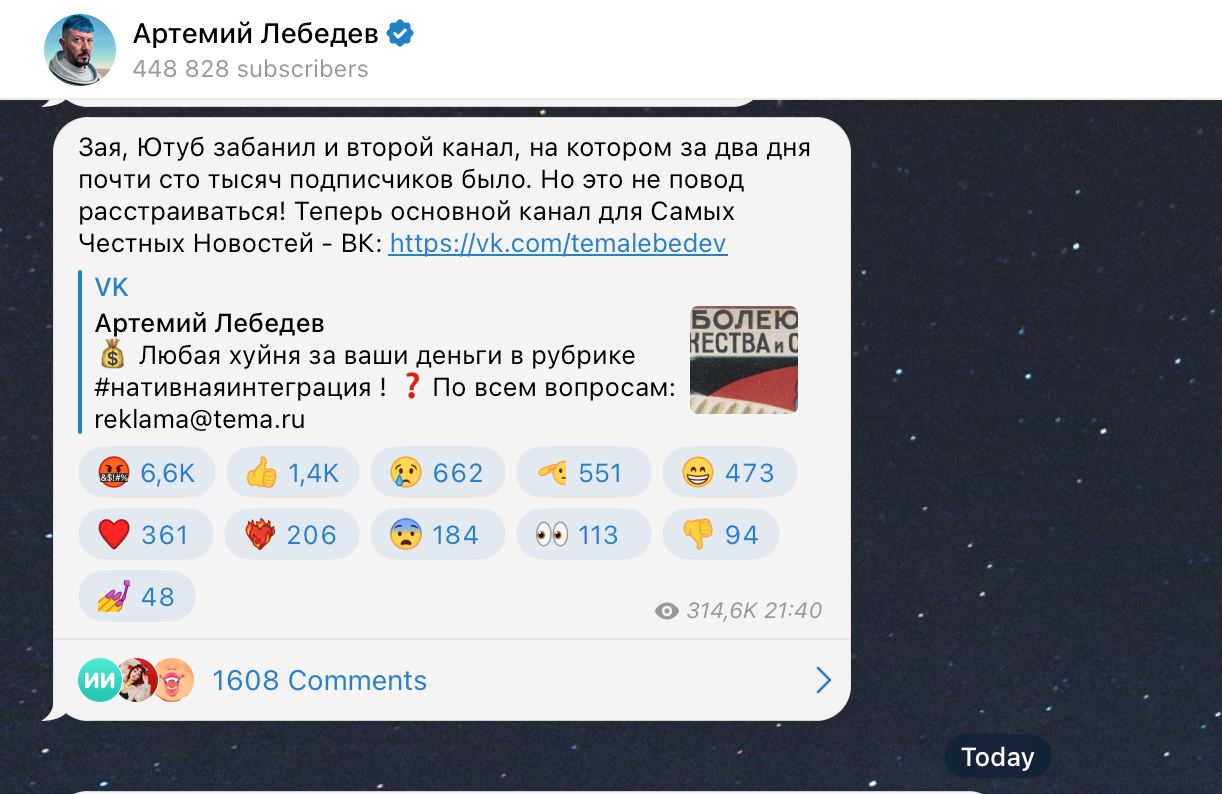 Артемий Лебедев
448 828 subscribers
Зая, Ютуб забанил и второй канал, на котором за два дня
почти сто тысяч подписчиков было. Но это не повод
расстраиваться! Теперь основной канал для Самых
Честных Новостей - ВК: https://vk.com/temalebedev
VK
Артемий Лебедев
💰 Любая хуйня за ваши деньги в рубрике
#нативнаяинтеграция ! ❓ По всем вопросам:
reklama@tema.ru
БОЛЕЮ
ЖЕСТВА и С
🤬 6,6K 👍 1,4K 😢 662 🫡 551 😁 473
❤️ 361 ❤️‍🔥 206 😨 184 👀 113 👎 94
💅 48
314,6K 21:40
ИИ
1608 Comments
Today